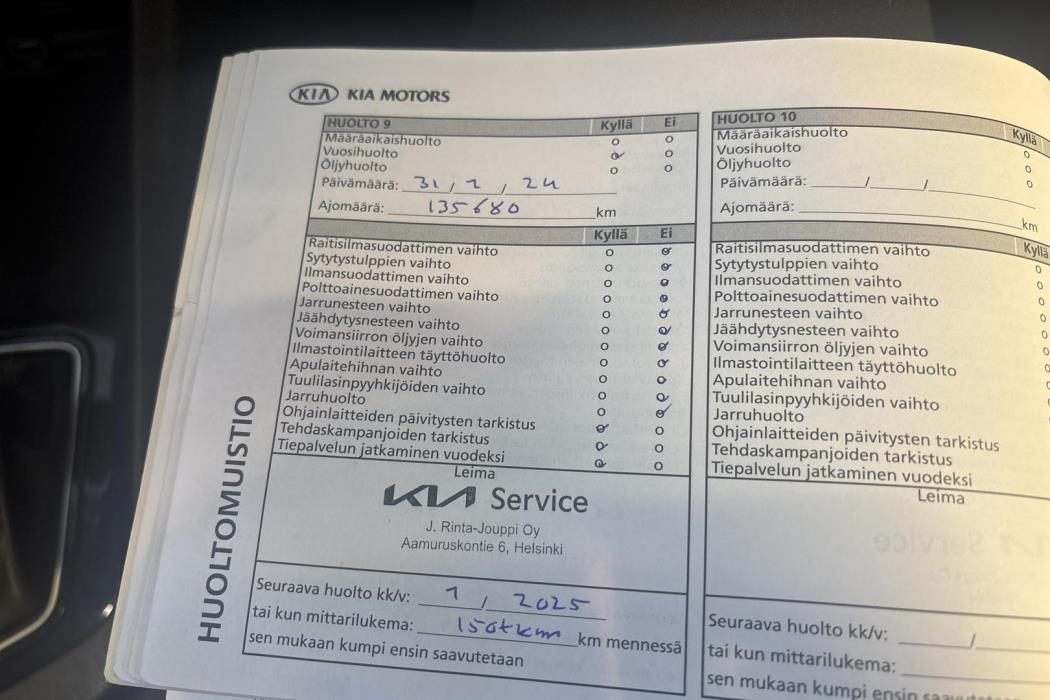 KIA KIA MOTORS
HUOLTO 9 Kyllä Ei
Määräaikaishuolto
Vuosihuolto
Öljyhuolto
Päivämäärä: 31 / 1 / 24
Ajomäärä: 135680 km
Kyllä Ei
Raitisilmasuodattimen vaihto
Sytytystulppien vaihto
Ilmansuodattimen vaihto
Polttoainesuodattimen vaihto
Jarrunesteen vaihto
Jäähdytysnesteen vaihto
Voimansiirron öljyjen vaihto
Ilmastointilaitteen täyttöhuolto
Apulaitehihnan vaihto
Tuulilasinpyyhkijöiden vaihto
Jarruhuolto
Ohjainlaitteiden päivitysten tarkistus
Tehdaskampanjoiden tarkistus
Tiepalvelun jatkaminen vuodeksi
Leima
KIA Service
J. Rinta-Jouppi Oy
Aamuruskontie 6, Helsinki
Seuraava huolto kk/v: 1 / 2025
tai kun mittarilukema: 150tkm km mennessä
sen mukaan kumpi ensin saavutetaan
HUOLTOMUISTIO
HUOLTO 10 Kyllä
Määräaikaishuolto
Vuosihuolto
Öljyhuolto
Päivämäärä: / /
Ajomäärä: km
Kyllä
Raitisilmasuodattimen vaihto
Sytytystulppien vaihto
Ilmansuodattimen vaihto
Polttoainesuodattimen vaihto
Jarrunesteen vaihto
Jäähdytysnesteen vaihto
Voimansiirron öljyjen vaihto
Ilmastointilaitteen täyttöhuolto
Apulaitehihnan vaihto
Tuulilasinpyyhkijöiden vaihto
Jarruhuolto
Ohjainlaitteiden päivitysten tarkistus
Tehdaskampanjoiden tarkistus
Tiepalvelun jatkaminen vuodeksi
Leima
Seuraava huolto kk/v: /
tai kun mittarilukema:
sen mukaan kumpi ensin saavutetaan